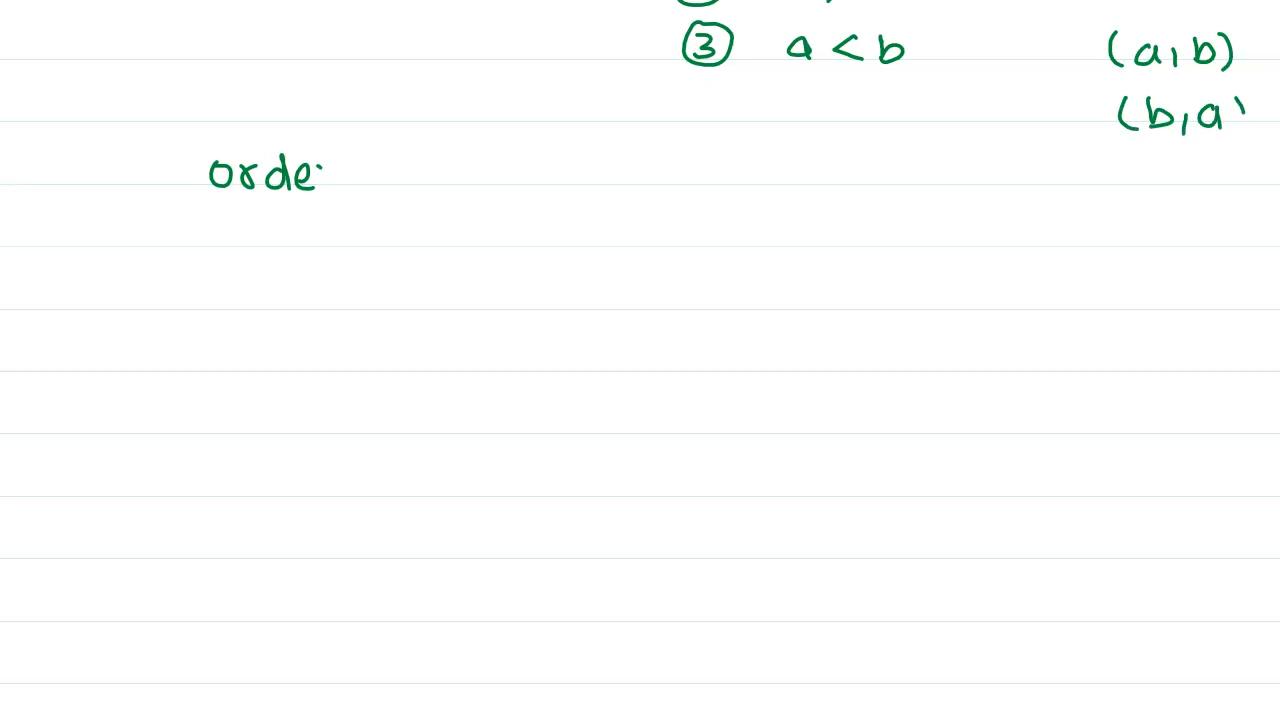 ③ a < b (a, b)
(b, a
orde